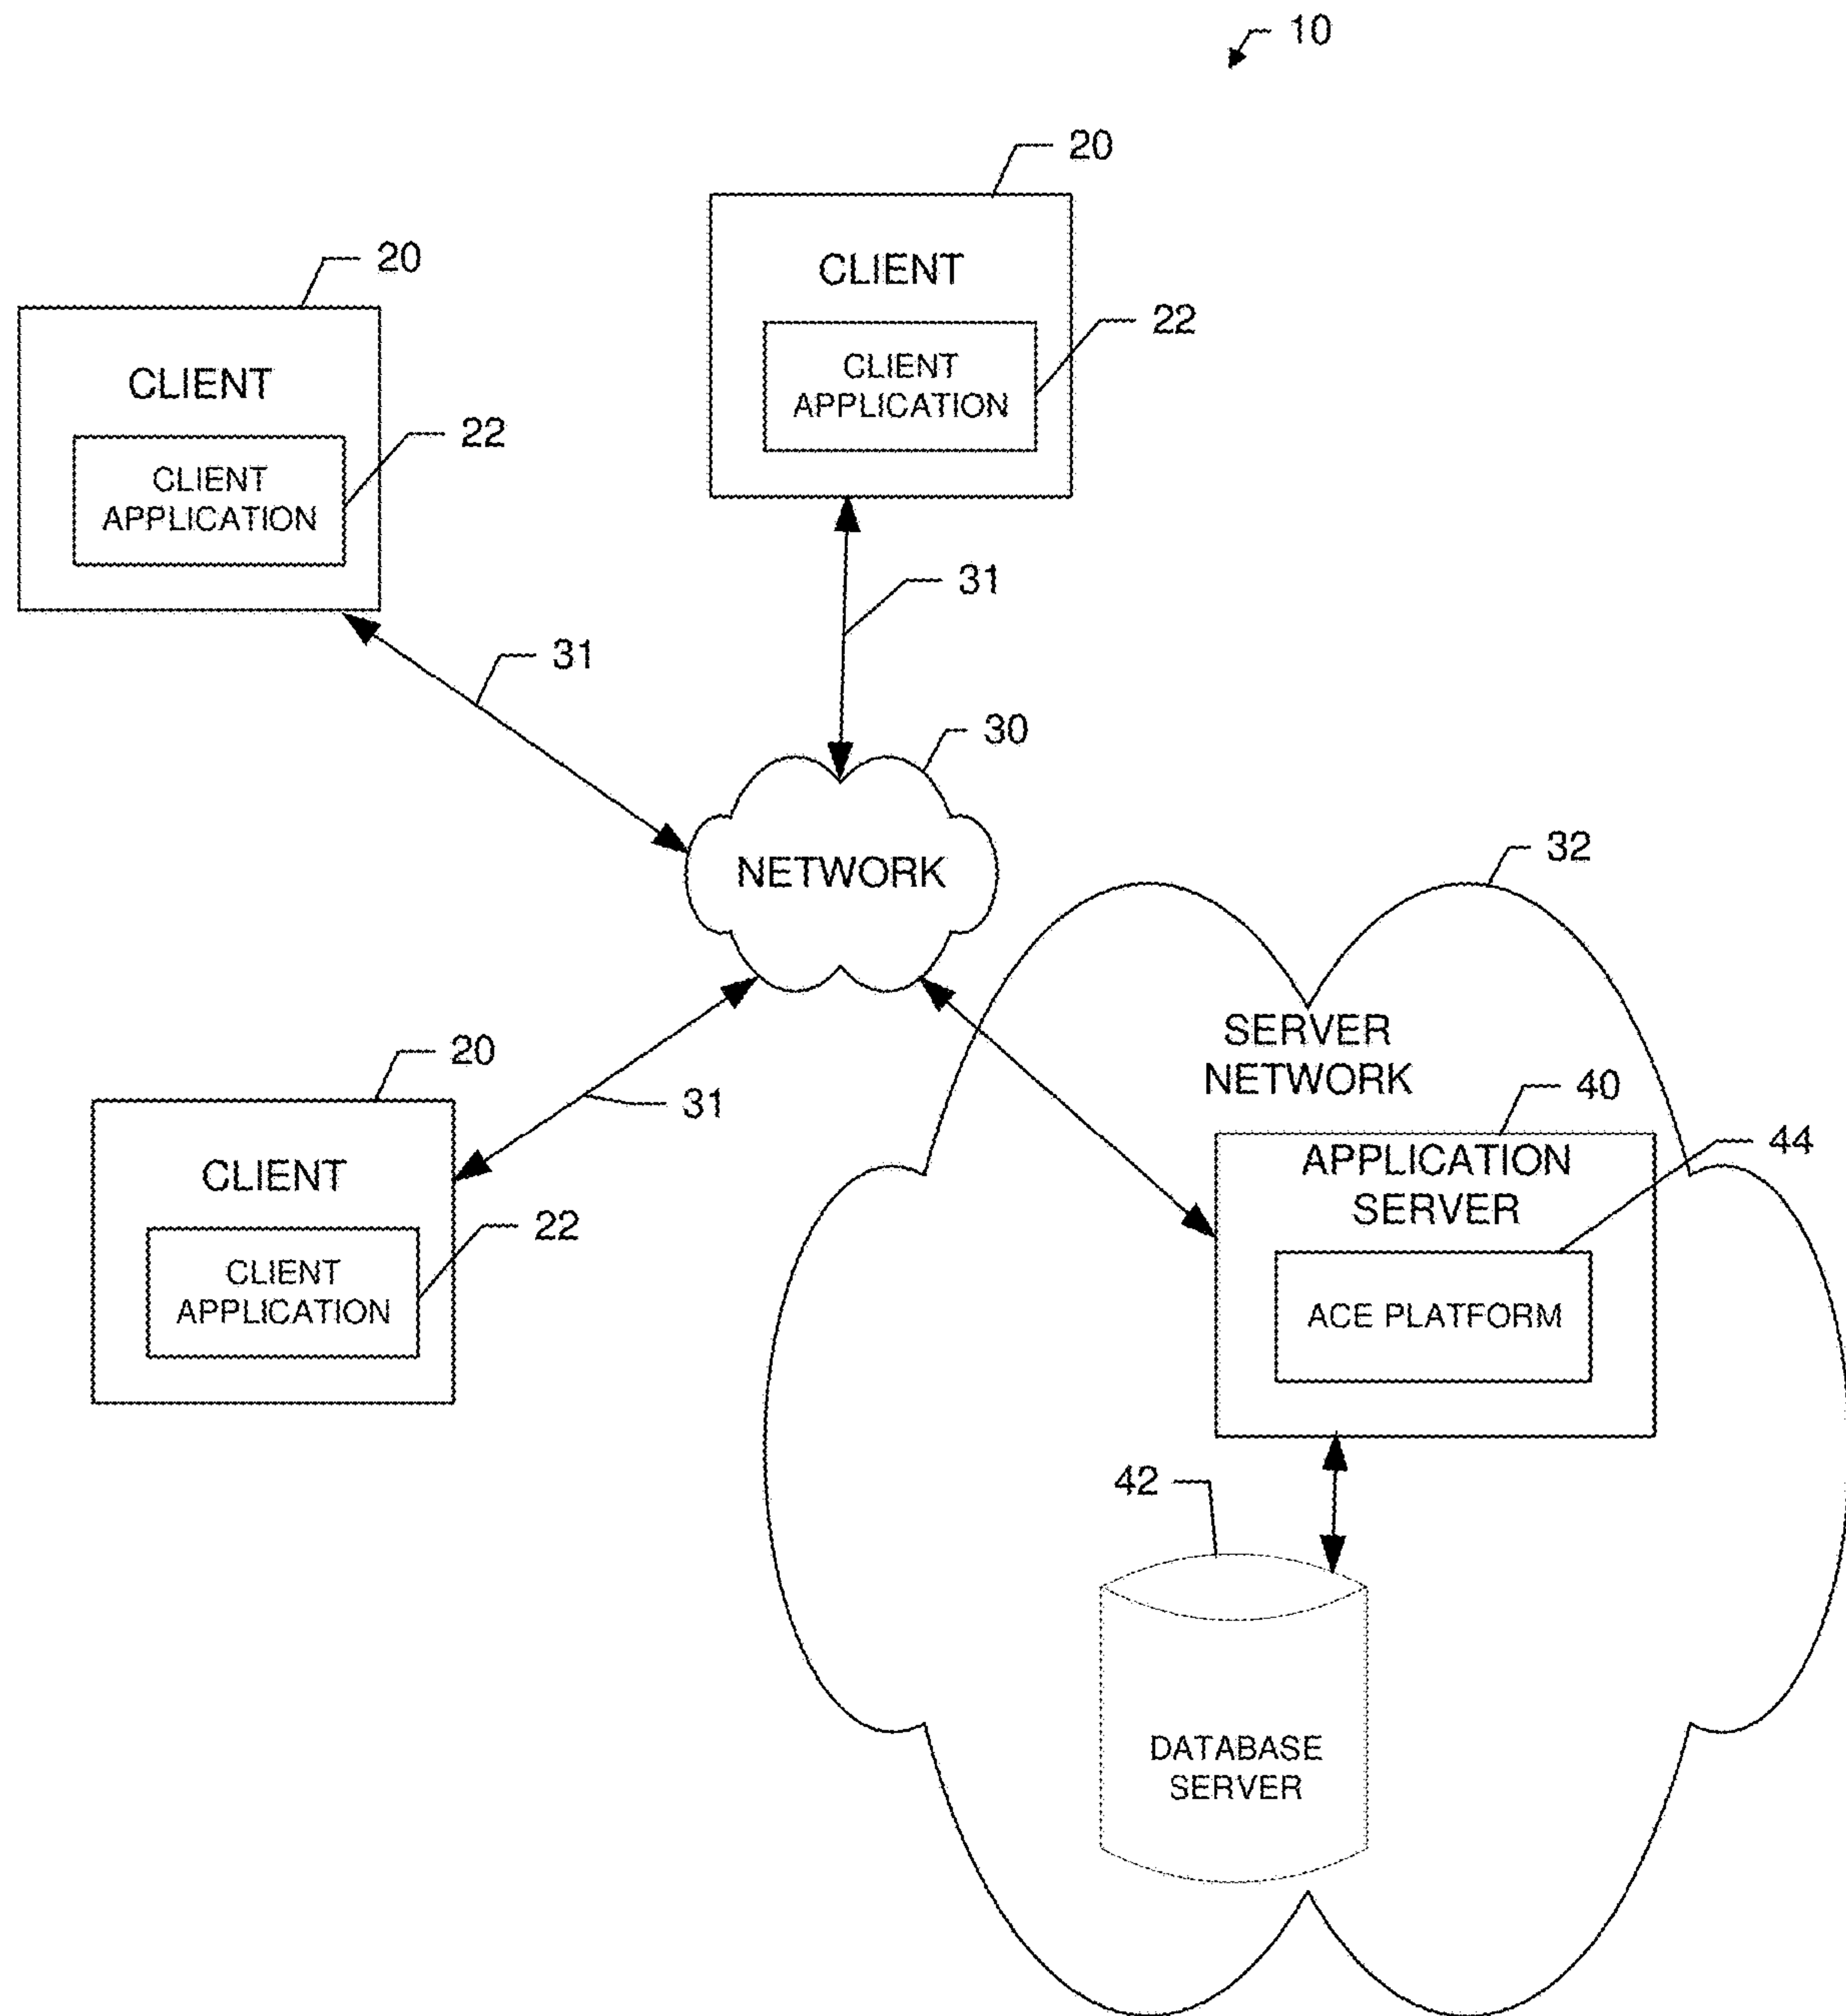 10
20
CLIENT
CLIENT
APPLICATION
22
20
CLIENT
CLIENT
APPLICATION
22
31
31
30
NETWORK
32
SERVER
NETWORK
20
CLIENT
CLIENT
APPLICATION
22
31
40
APPLICATION
SERVER
44
ACE PLATFORM
42
DATABASE
SERVER